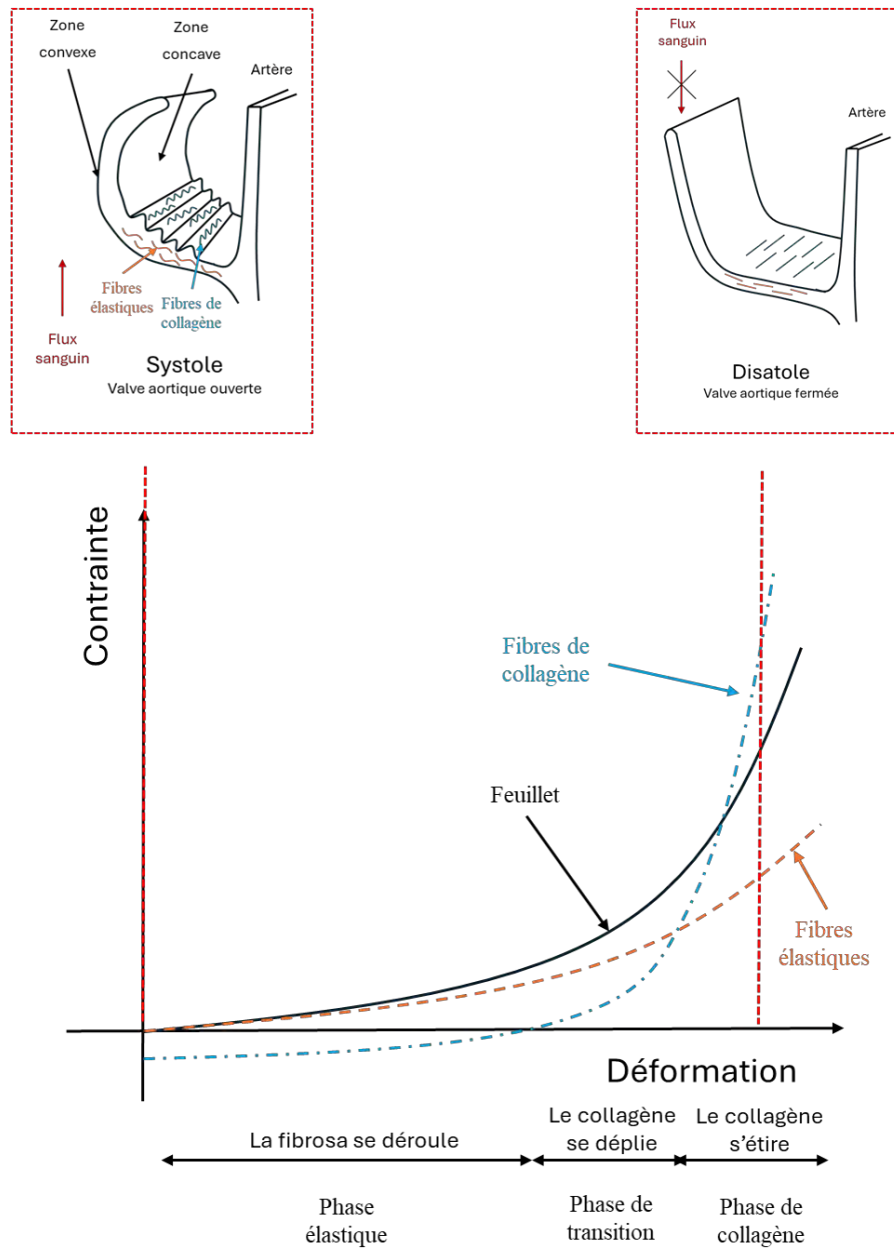 Zone
convexe
Zone
concave
Artère
Fibres
élastiques
Fibres de
collagène
Flux
sanguin
Systole
Valve aortique ouverte
Flux
sanguin
Artère
Disatole
Valve aortique fermée
Contrainte
Fibres de
collagène
Feuillet
Fibres
élastiques
Déformation
La fibrosa se déroule
Le collagène
se déplie
Le collagène
s’étire
Phase
élastique
Phase de
transition
Phase de
collagène